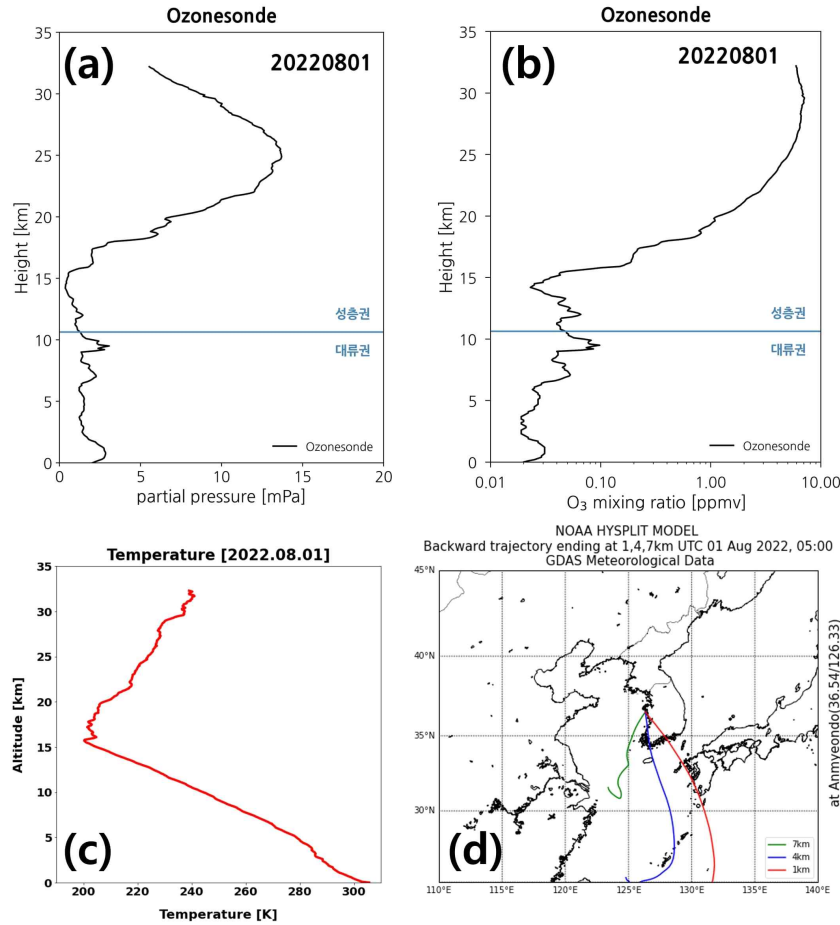 Ozonesonde
(a)
20220801
35
30
25
20
15
10
5
0
Height [km]
성층권
대류권
Ozonesonde
0
5
10
15
20
partial pressure [mPa]
Ozonesonde
(b)
20220801
35
30
25
20
15
10
5
0
Height [km]
성층권
대류권
Ozonesonde
0.01
0.10
1.00
10.00
O₃ mixing ratio [ppmv]
Temperature [2022.08.01]
35
30
25
20
15
10
5
0
Altitude [km]
(c)
200
220
240
260
280
300
Temperature [K]
NOAA HYSPLIT MODEL
Backward trajectory ending at 1,4,7km UTC 01 Aug 2022, 05:00
GDAS Meteorological Data
45°N
40°N
35°N
30°N
(d)
7km
4km
1km
110°E
115°E
120°E
125°E
130°E
135°E
140°E
at Anmyeondo(36.54/126.33)